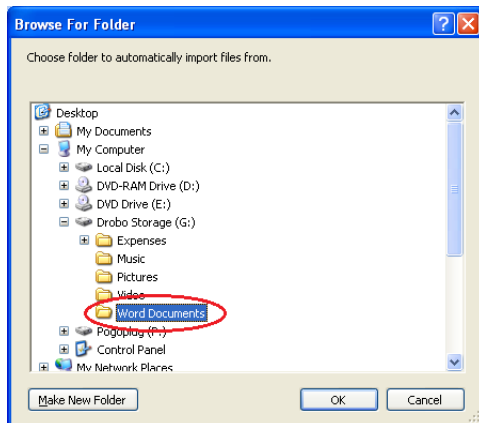 Browse For Folder
Choose folder to automatically import files from.
Desktop
My Documents
My Computer
Local Disk (C:)
DVD-RAM Drive (D:)
DVD Drive (E:)
Drobo Storage (G:)
Expenses
Music
Pictures
Video
Word Documents
Pogoplug (P:)
Control Panel
My Network Places
Make New Folder OK Cancel